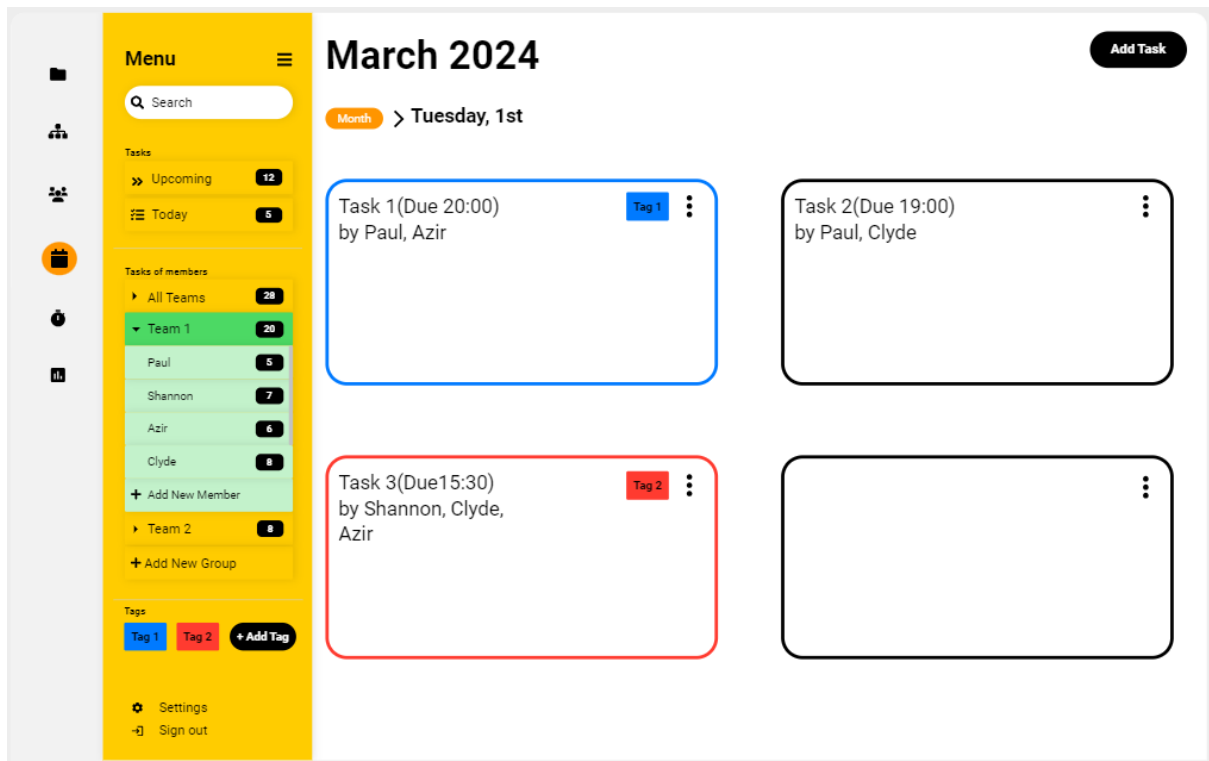 Menu
Search
Tasks
Upcoming 12
Today 5
Tasks of members
All Teams 28
Team 1 20
Paul 5
Shannon 7
Azir 6
Clyde 8
+ Add New Member
Team 2 8
+ Add New Group
Tags
Tag 1 Tag 2 + Add Tag
Settings
Sign out
March 2024
Add Task
Month > Tuesday, 1st
Task 1(Due 20:00) Tag 1
by Paul, Azir
Task 2(Due 19:00)
by Paul, Clyde
Task 3(Due15:30) Tag 2
by Shannon, Clyde,
Azir